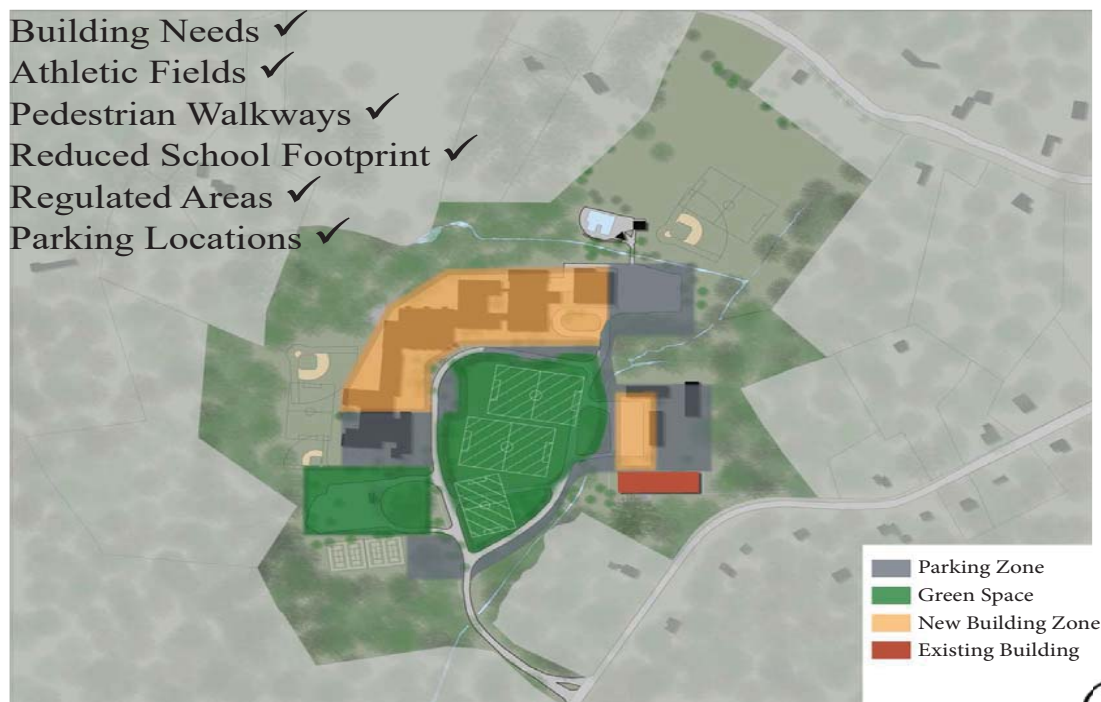 Building Needs ✓
Athletic Fields ✓
Pedestrian Walkways ✓
Reduced School Footprint ✓
Regulated Areas ✓
Parking Locations ✓
Parking Zone
Green Space
New Building Zone
Existing Building